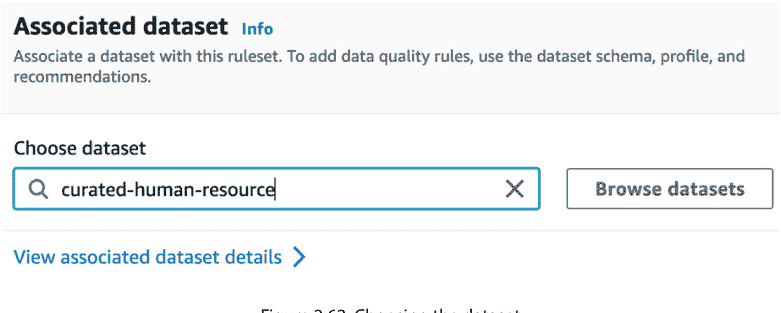 Associated dataset Info
Associate a dataset with this ruleset. To add data quality rules, use the dataset schema, profile, and
recommendations.
Choose dataset
curated-human-resource
Browse datasets
View associated dataset details